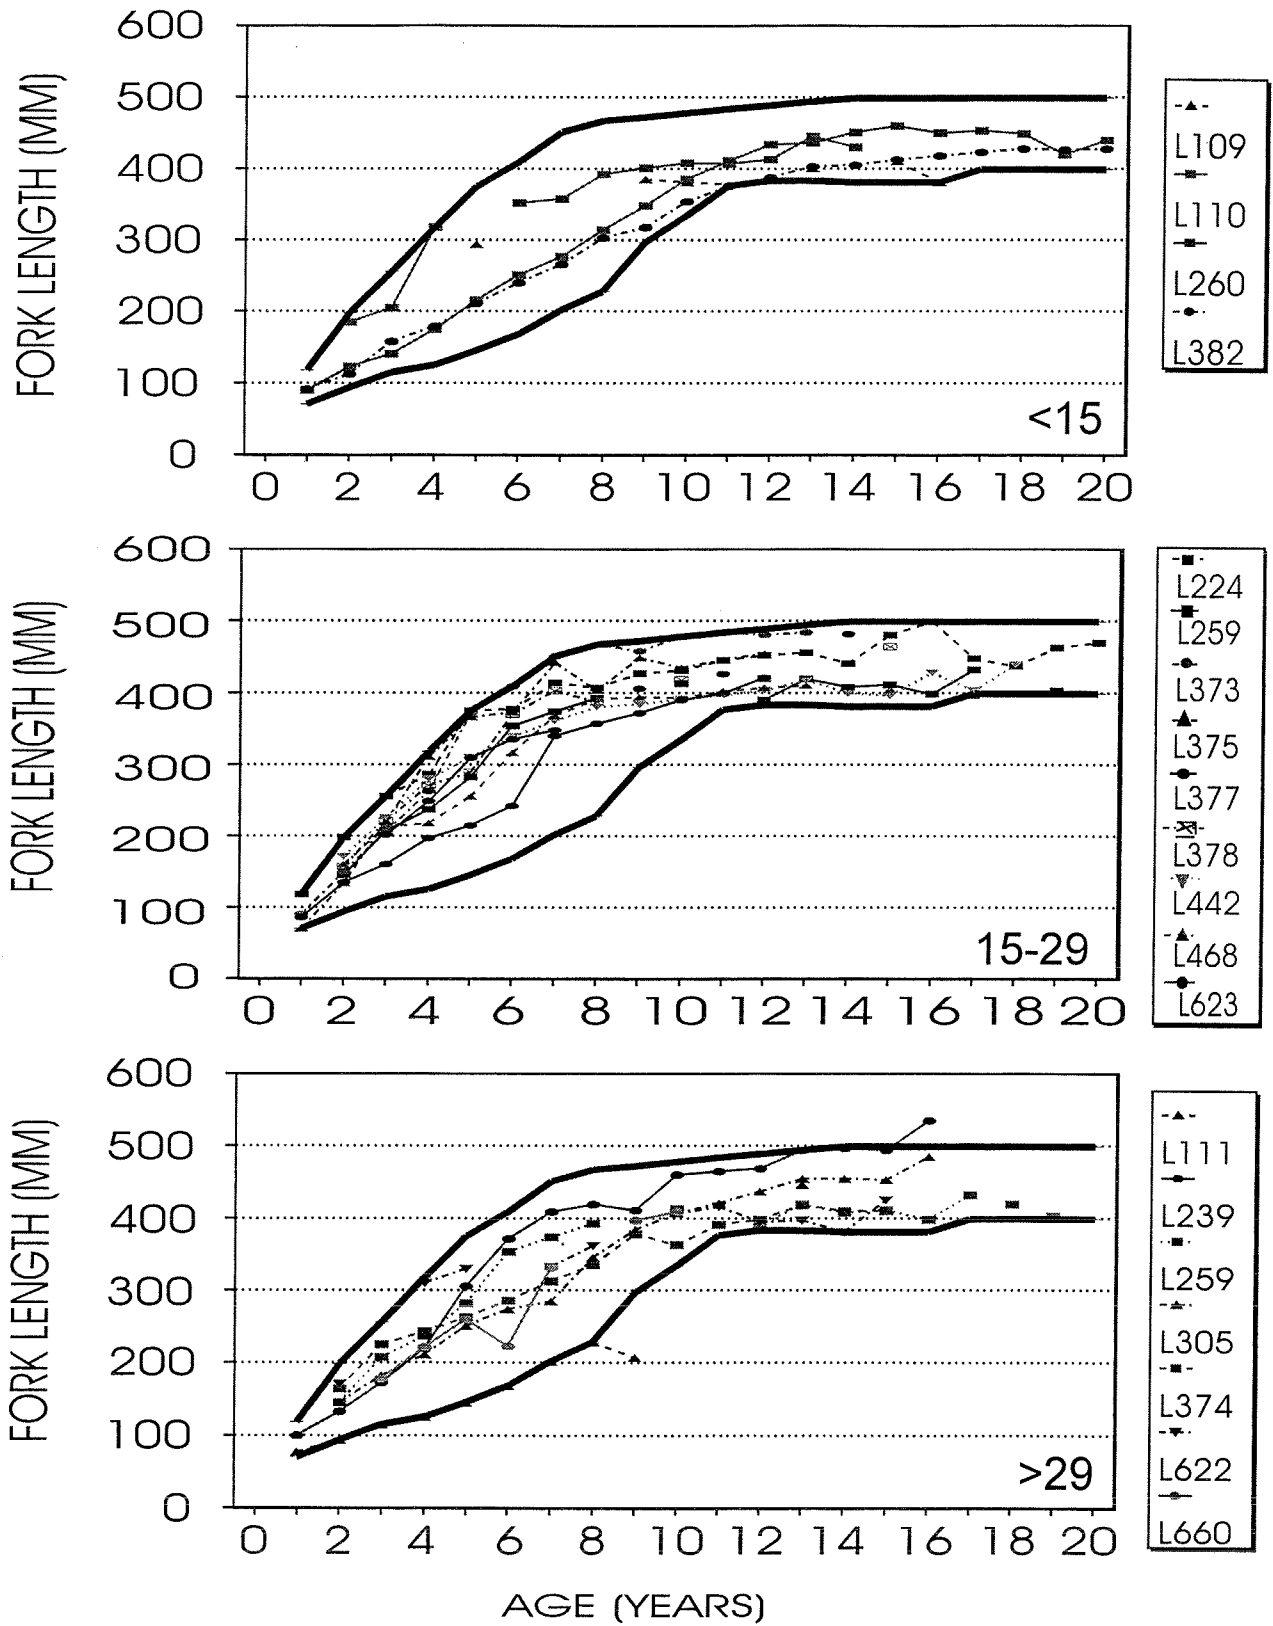 600
500
400
300
200
100
0
FORK LENGTH (MM)
<15
0 2 4 6 8 10 12 14 16 18 20
L109
L110
L260
L382
600
500
400
300
200
100
0
FORK LENGTH (MM)
15-29
0 2 4 6 8 10 12 14 16 18 20
L224
L259
L373
L375
L377
L378
L442
L468
L623
600
500
400
300
200
100
0
FORK LENGTH (MM)
>29
0 2 4 6 8 10 12 14 16 18 20
L111
L239
L259
L305
L374
L622
L660
AGE (YEARS)